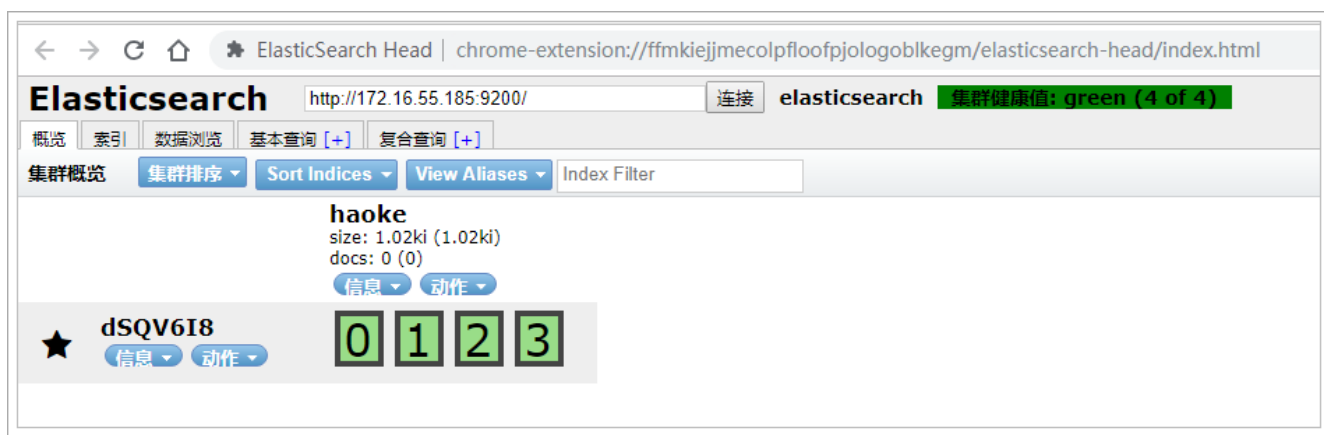 ElasticSearch Head | chrome-extension://ffmkiejjmecolpfloofpjologoblkegm/elasticsearch-head/index.html
Elasticsearch http://172.16.55.185:9200/ 连接 elasticsearch 集群健康值: green (4 of 4)
概览 索引 数据浏览 基本查询 [+] 复合查询 [+]
集群概览 集群排序 Sort Indices View Aliases Index Filter
haoke
size: 1.02ki (1.02ki)
docs: 0 (0)
信息 动作
dSQV6I8 0 1 2 3
信息 动作